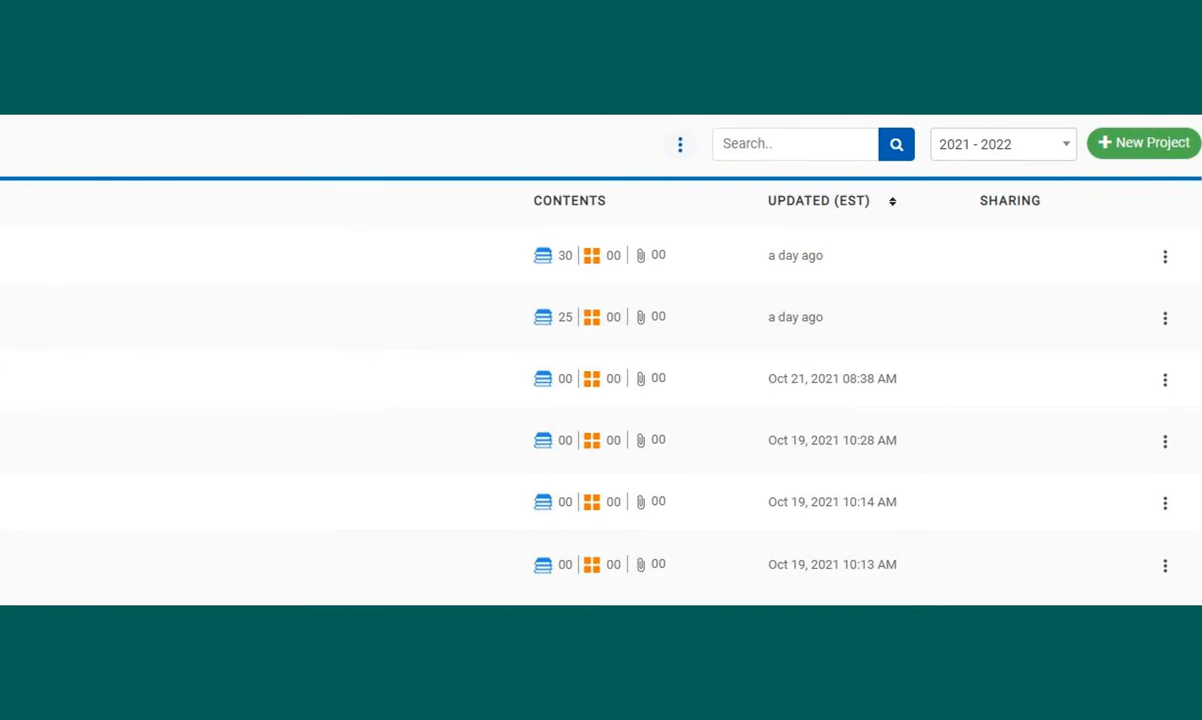 Search..
2021 - 2022
New Project
CONTENTS UPDATED (EST) SHARING
30 00 00 a day ago
25 00 00 a day ago
00 00 00 Oct 21, 2021 08:38 AM
00 00 00 Oct 19, 2021 10:28 AM
00 00 00 Oct 19, 2021 10:14 AM
00 00 00 Oct 19, 2021 10:13 AM